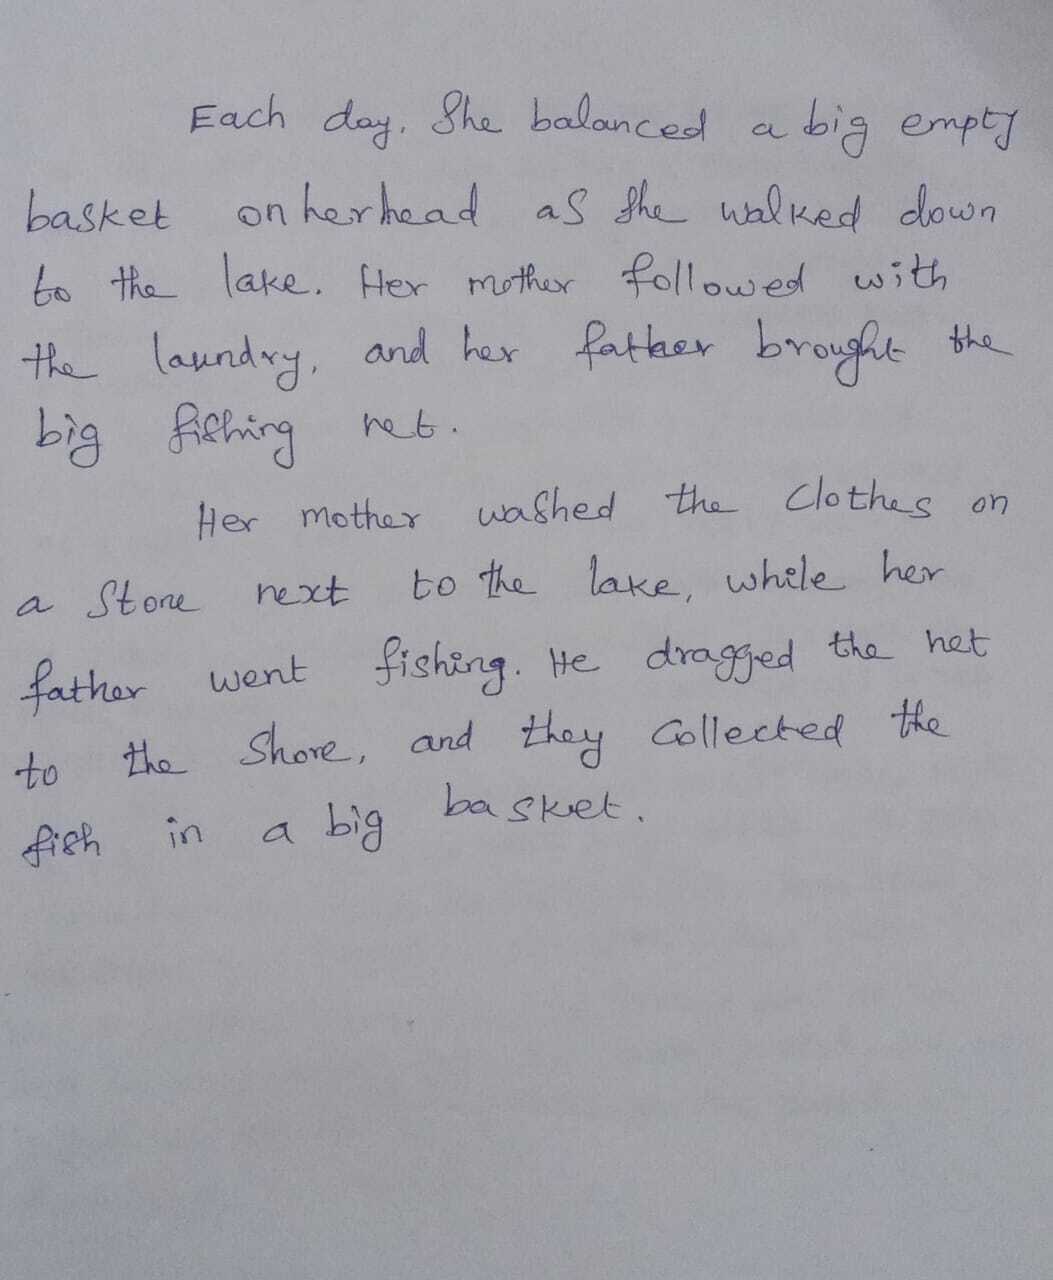 Each day. She balanced a big empty
basket on her head as she walked down
to the lake. Her mother followed with
the laundry, and her father brought the
big fishing net.
Her mother washed the Clothes on
a Stone next to the lake, while her
father went fishing. He dragged the net
to the Shore, and they Collected the
fish in a big basket.